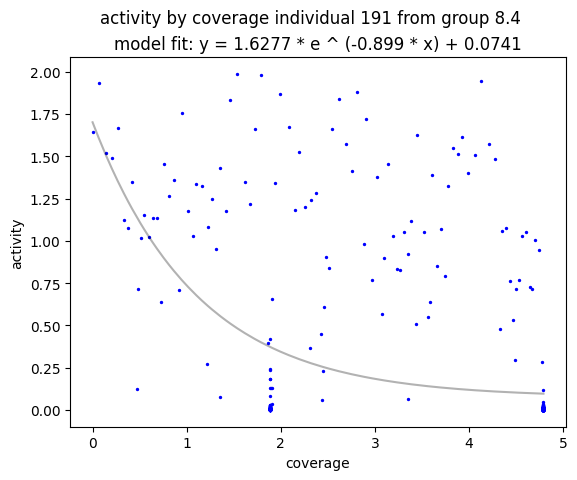 activity by coverage individual 191 from group 8.4
model fit: y = 1.6277 * e ^ (-0.899 * x) + 0.0741
2.00
1.75
1.50
1.25
1.00
0.75
0.50
0.25
0.00
activity
0 1 2 3 4 5
coverage